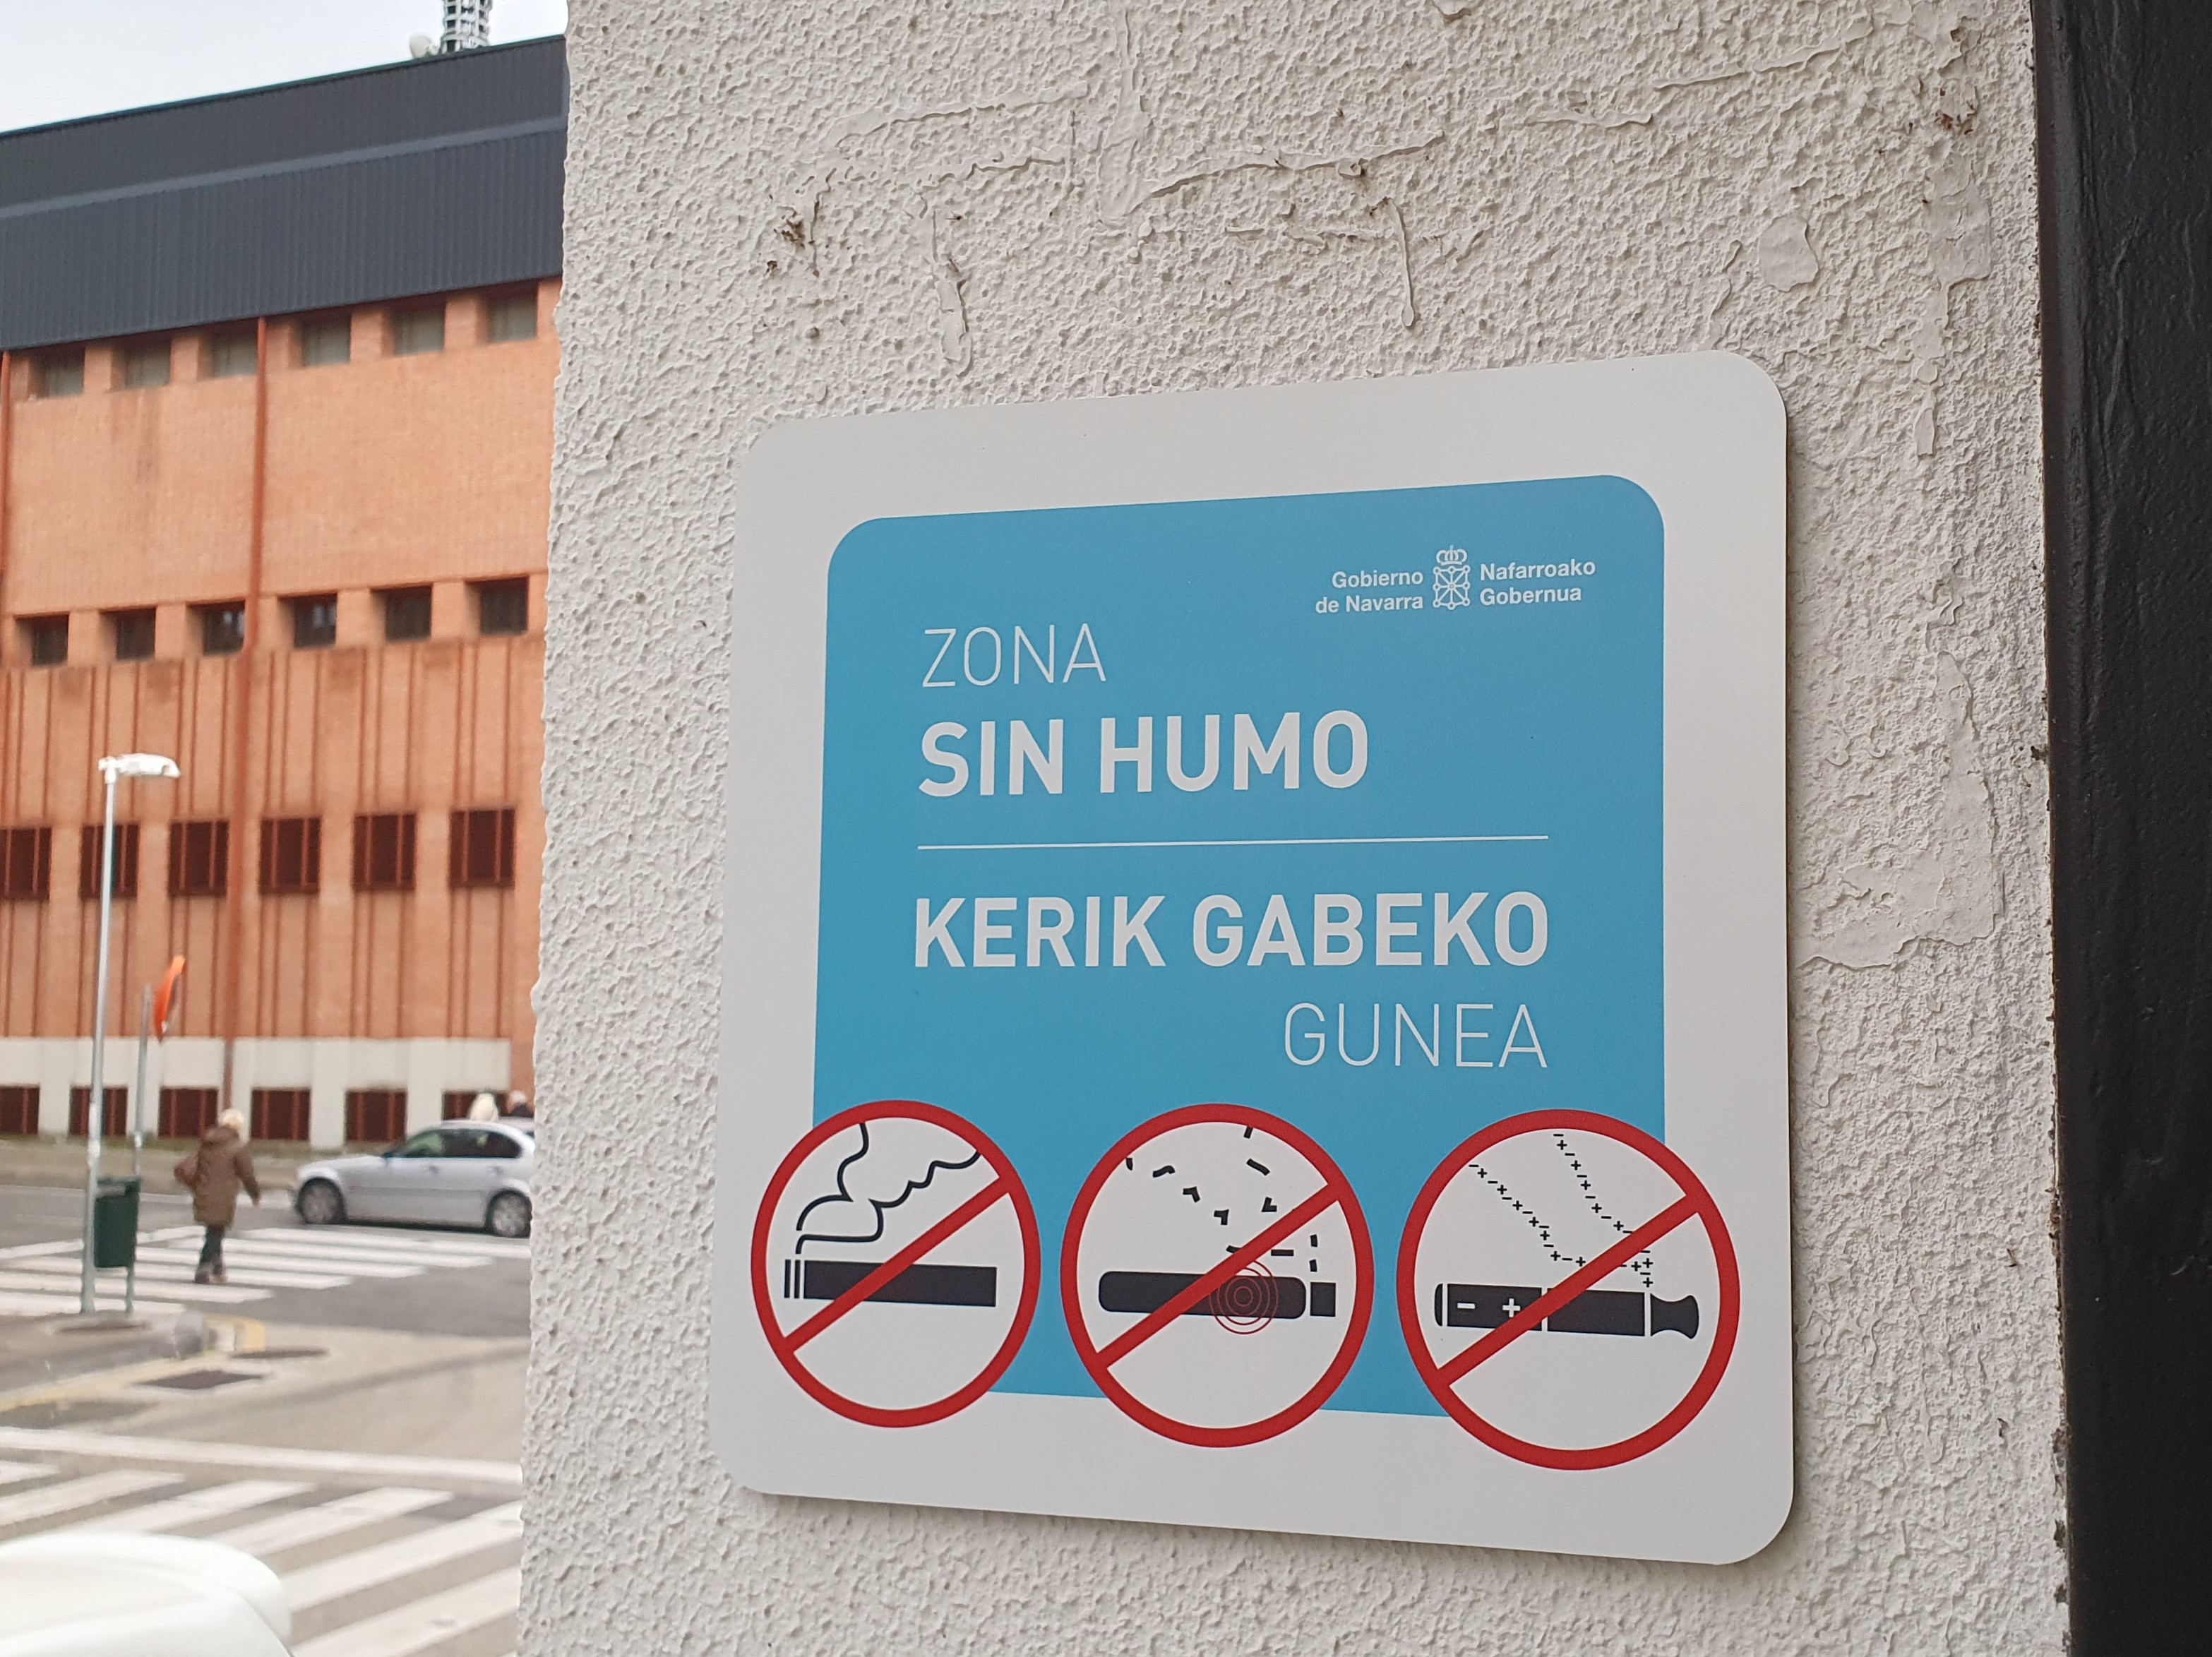 Gobierno
de Navarra
Nafarroako
Gobernua
ZONA
SIN HUMO
KERIK GABEKO
GUNEA